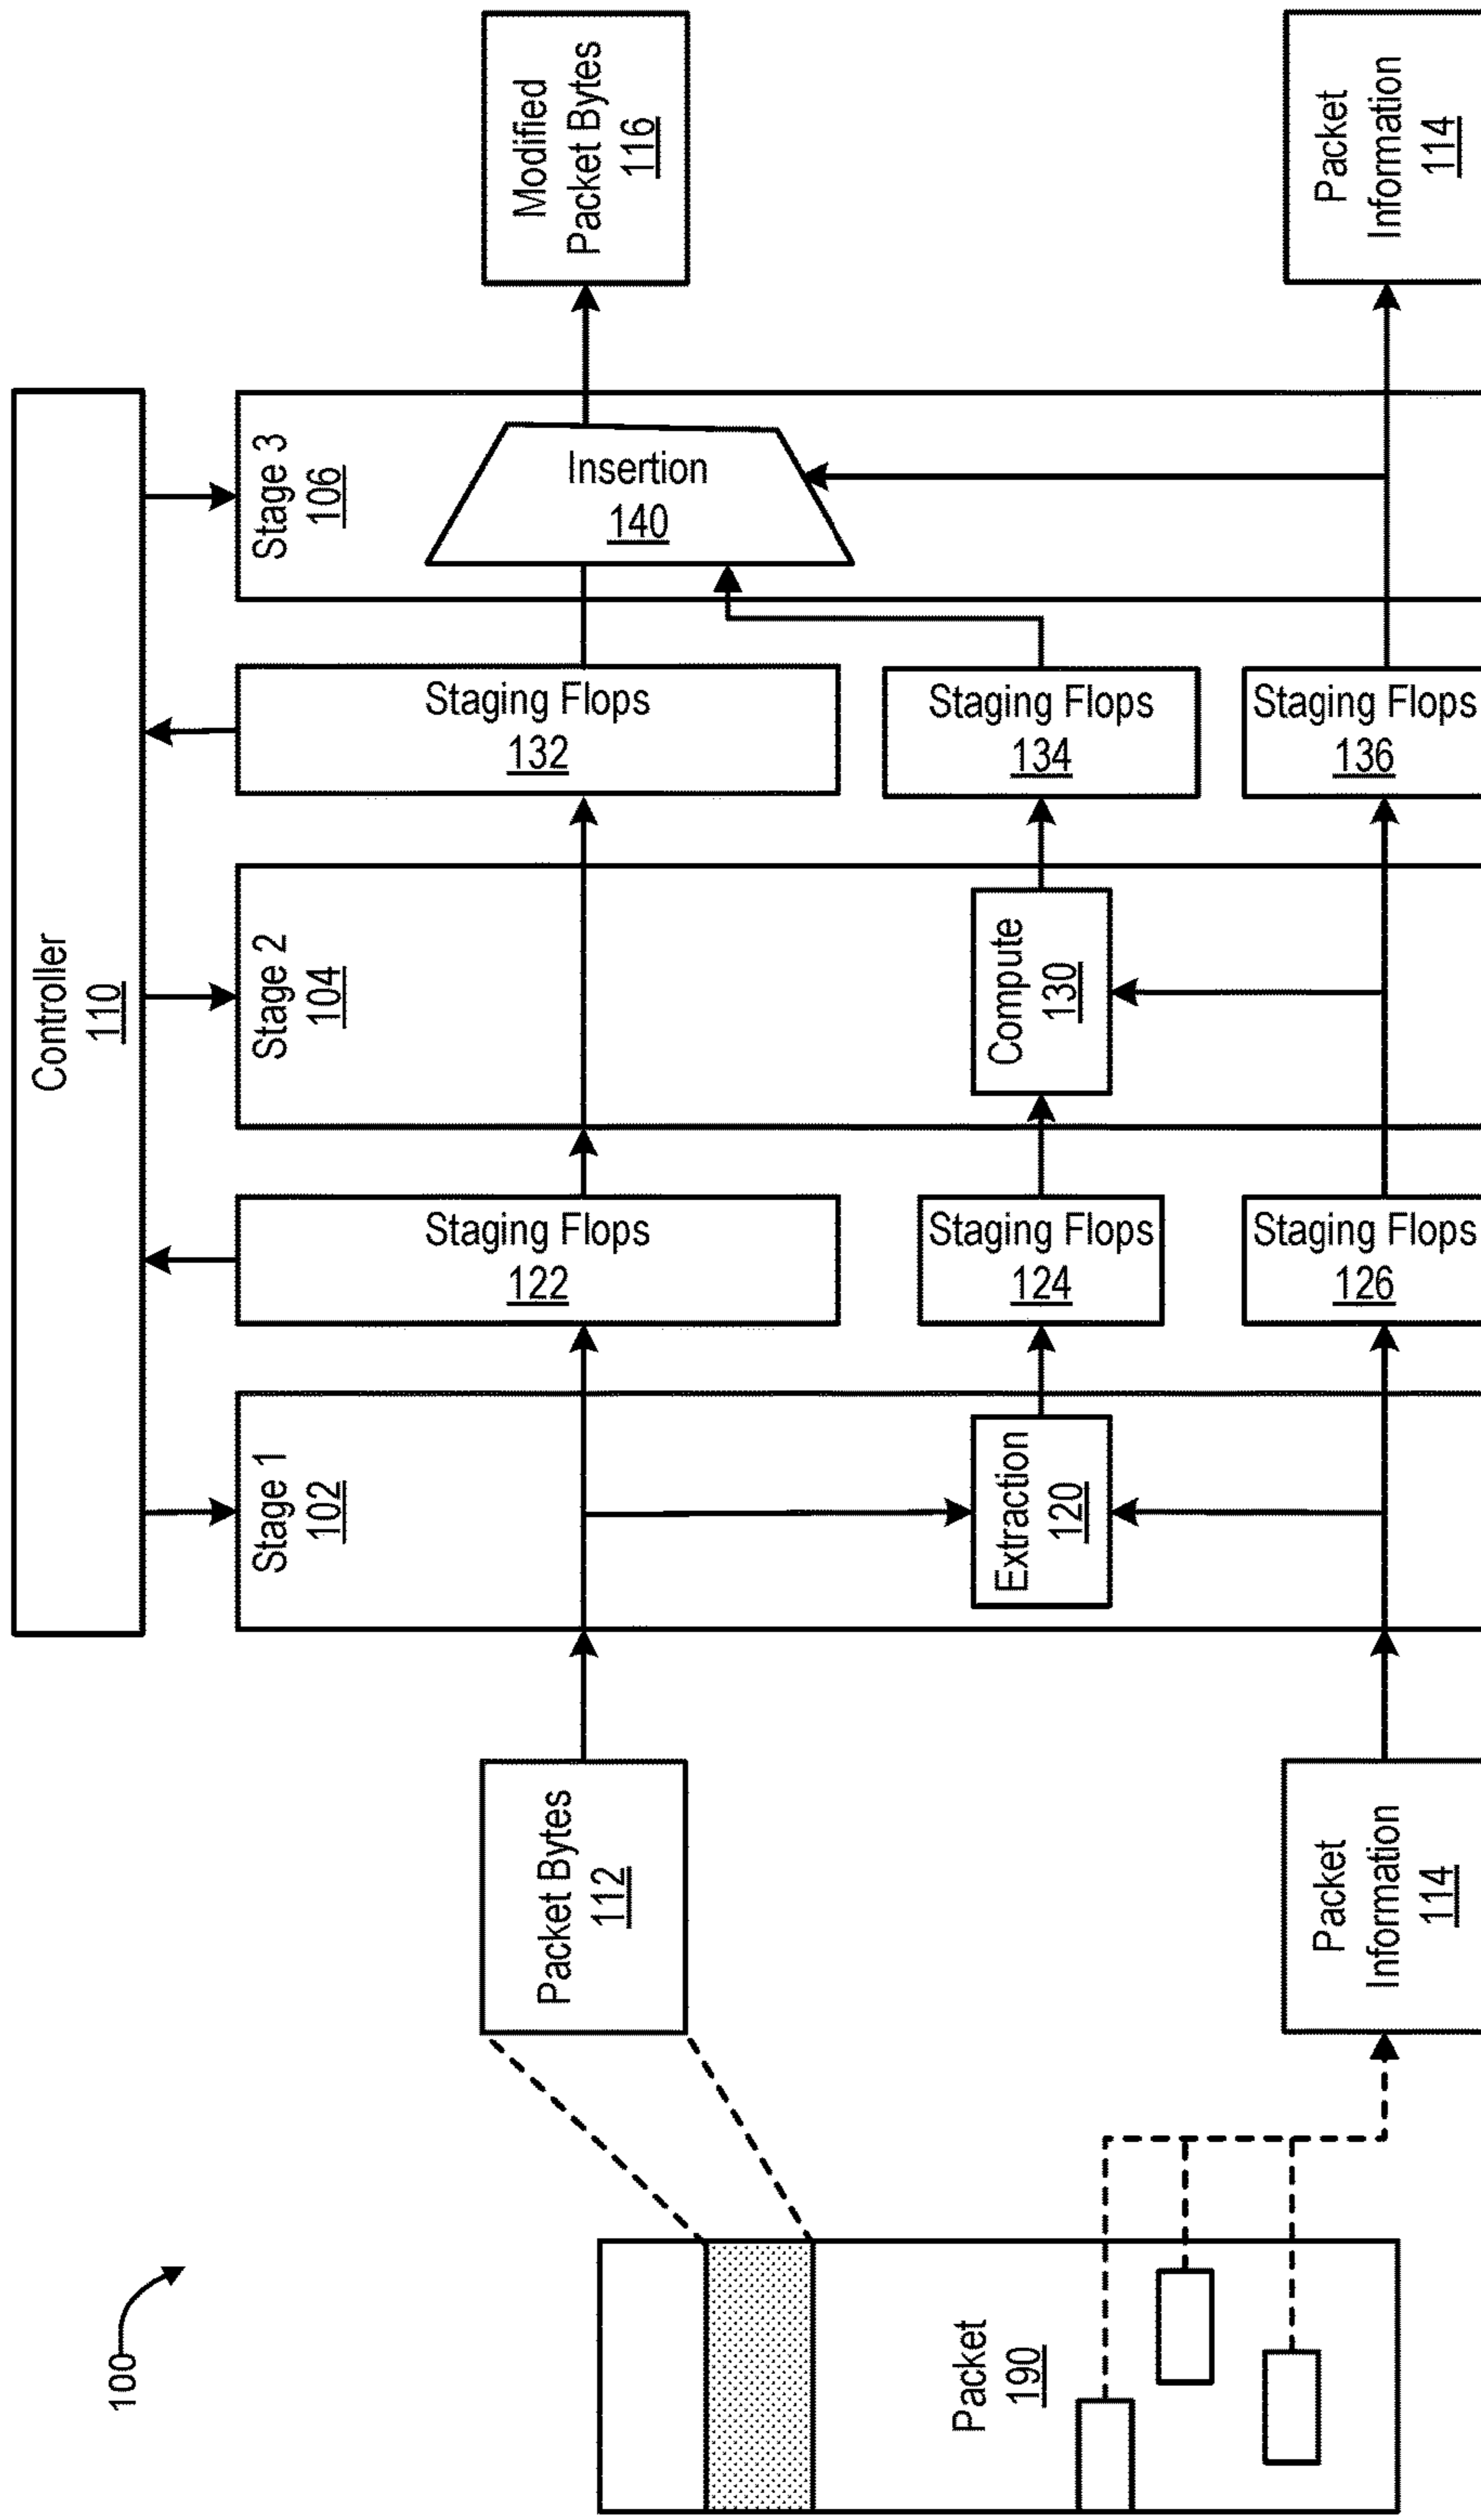 100
Controller
110
Packet
190
Packet Bytes
112
Packet
Information
114
Stage 1
102
Extraction
120
Staging Flops
122
Staging Flops
124
Staging Flops
126
Stage 2
104
Compute
130
Staging Flops
132
Staging Flops
134
Staging Flops
136
Stage 3
106
Insertion
140
Modified
Packet Bytes
116
Packet
Information
114